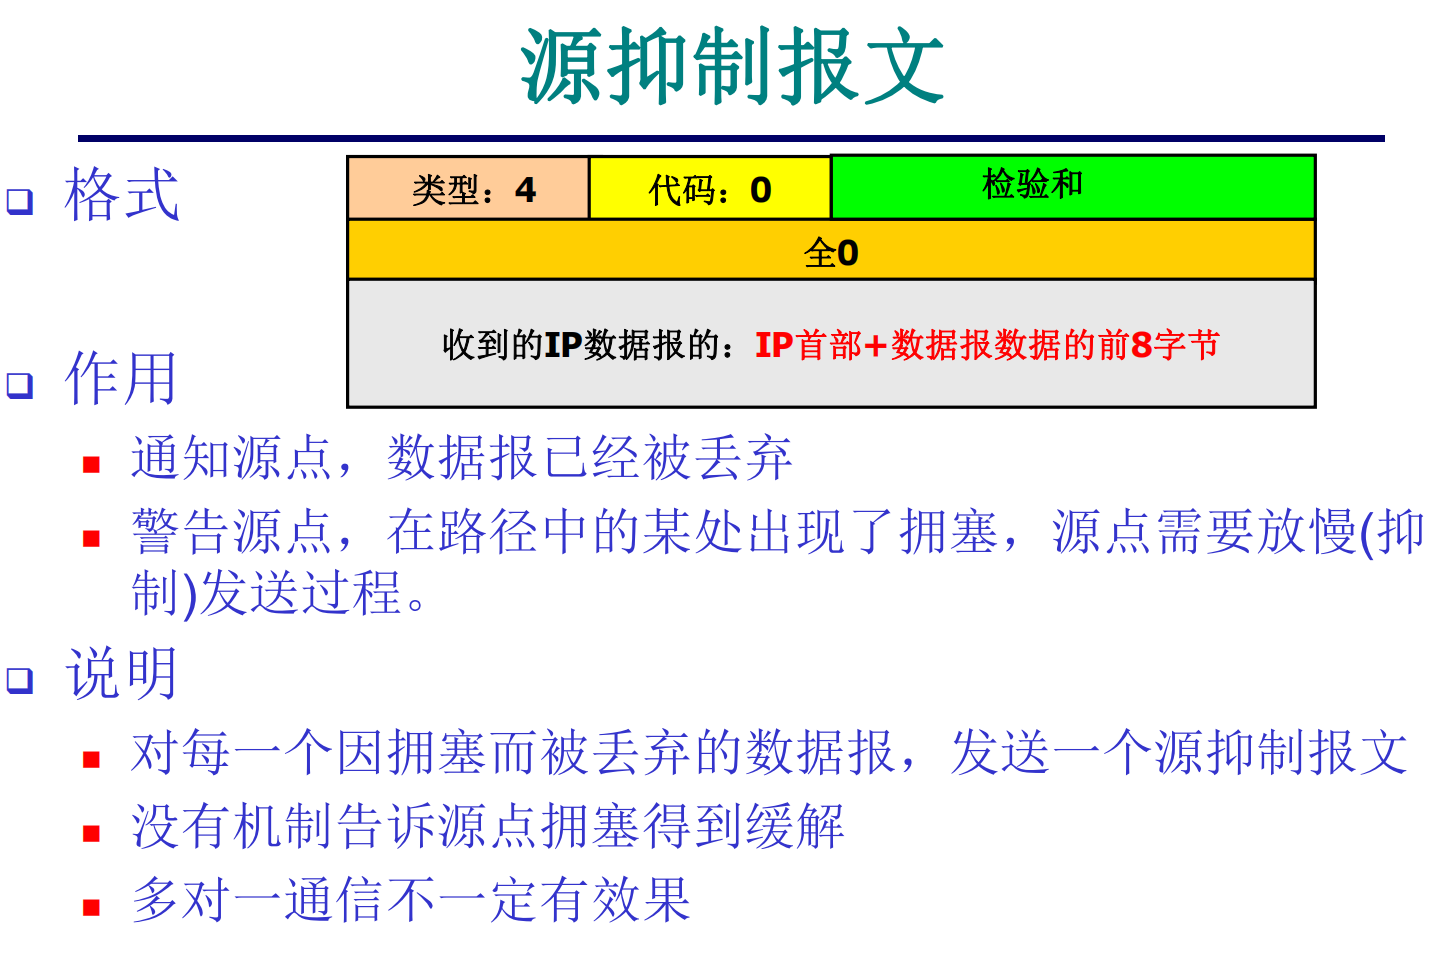 源抑制报文
格式
类型：4 代码：0 检验和
全0
收到的IP数据报的：IP首部+数据报数据的前8字节
作用
通知源点，数据报已经被丢弃
警告源点，在路径中的某处出现了拥塞，源点需要放慢(抑
制)发送过程。
说明
对每一个因拥塞而被丢弃的数据报，发送一个源抑制报文
没有机制告诉源点拥塞得到缓解
多对一通信不一定有效果